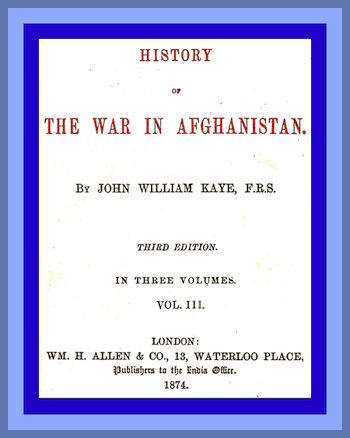 HISTORY
OF
THE WAR IN AFGHANISTAN.
BY JOHN WILLIAM KAYE, F.R.S.
THIRD EDITION.
IN THREE VOLUMES.
VOL. III.
LONDON:
WM. H. ALLEN & CO., 13, WATERLOO PLACE,
Publishers to the India Office.
1874.